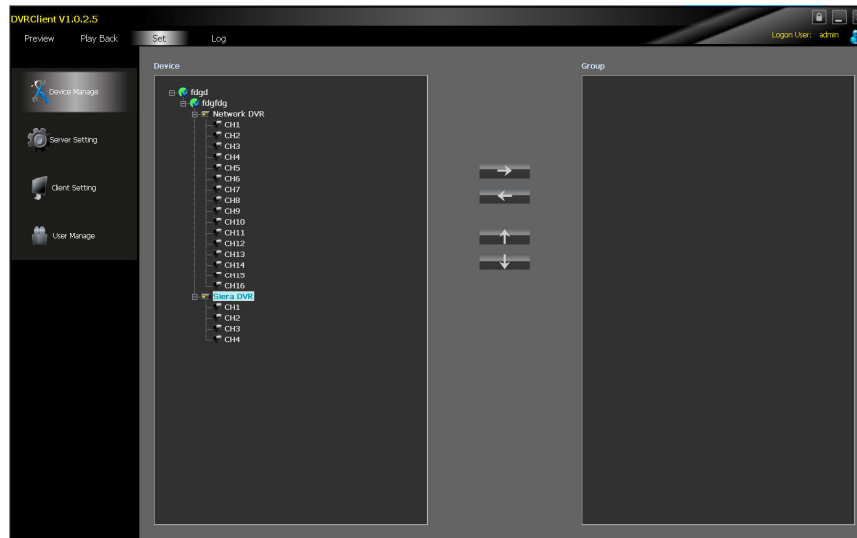 DVRClient V1.0.2.5
Preview Play Back Set Log
Logon User: admin
Device Manage
Server Setting
Client Setting
User Manage
Device
fdgd
fdgfdg
Network DVR
CH1
CH2
CH3
CH4
CH5
CH6
CH7
CH8
CH9
CH10
CH11
CH12
CH13
CH14
CH15
CH16
Siera DVR
CH1
CH2
CH3
CH4
Group